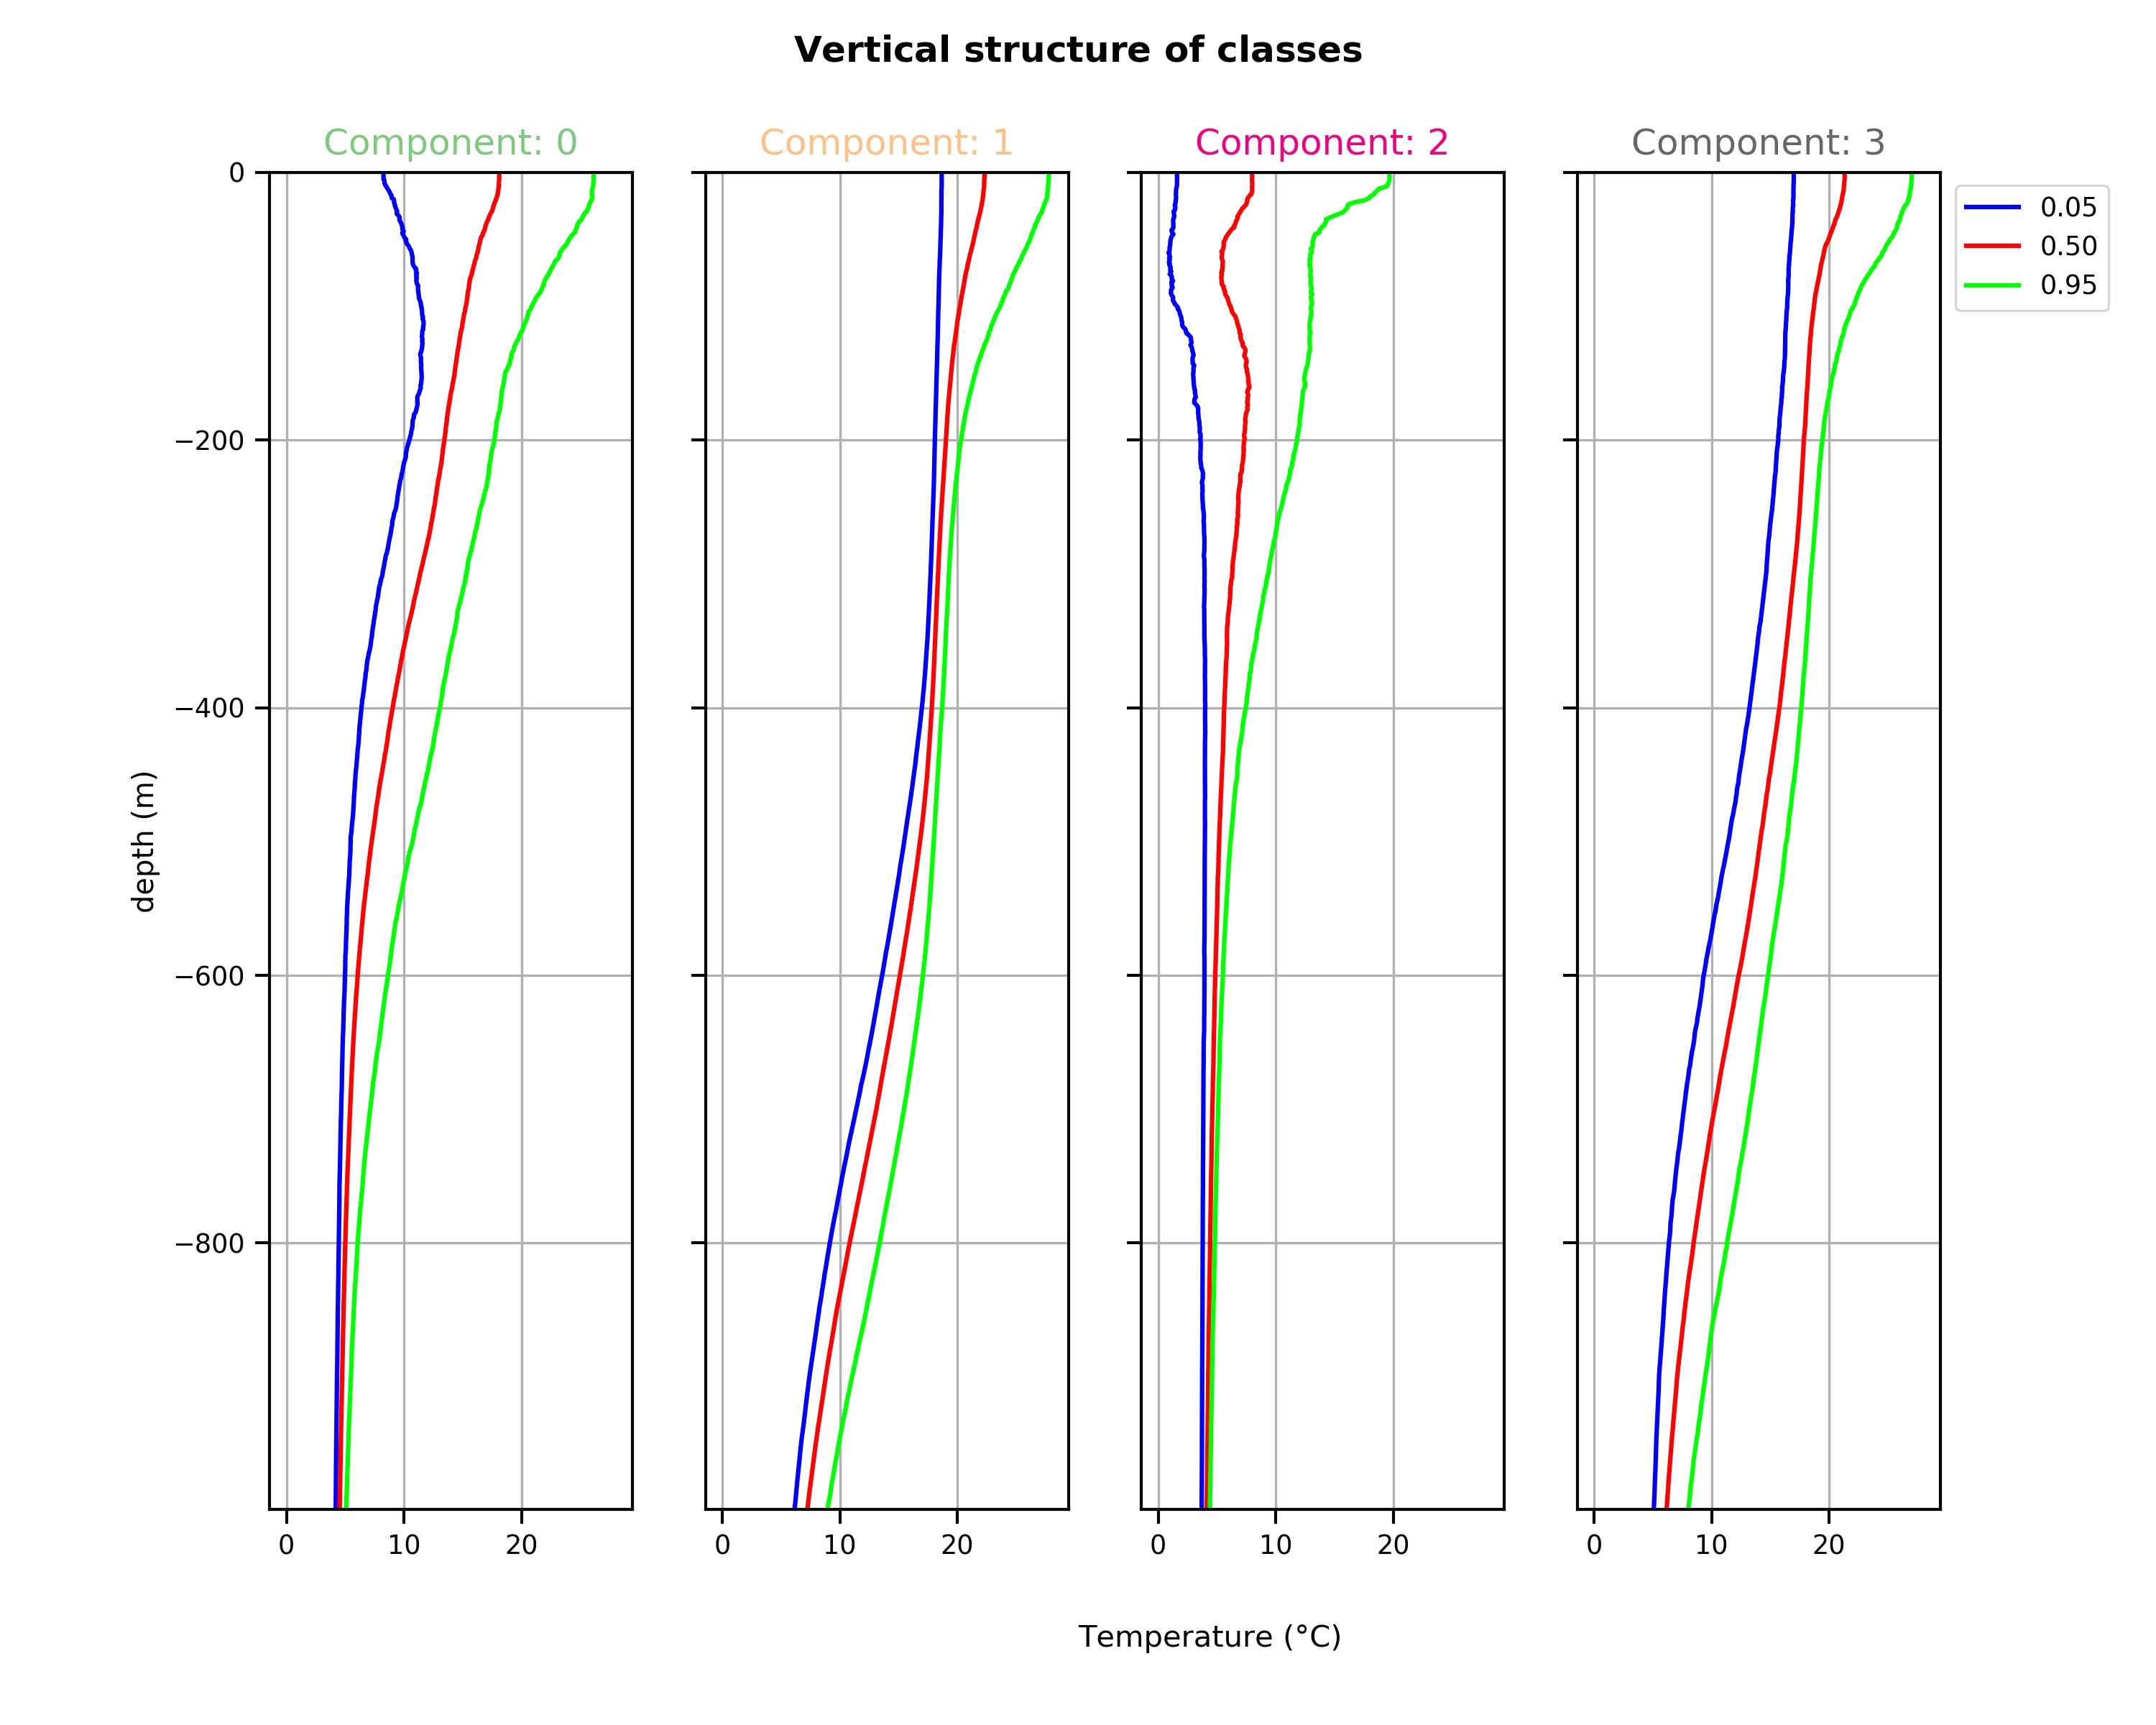 Vertical structure of classes
Component: 0
Component: 1
Component: 2
Component: 3
0
−200
−400
−600
−800
depth (m)
0.05
0.50
0.95
0 10 20
0 10 20
0 10 20
0 10 20
Temperature (°C)